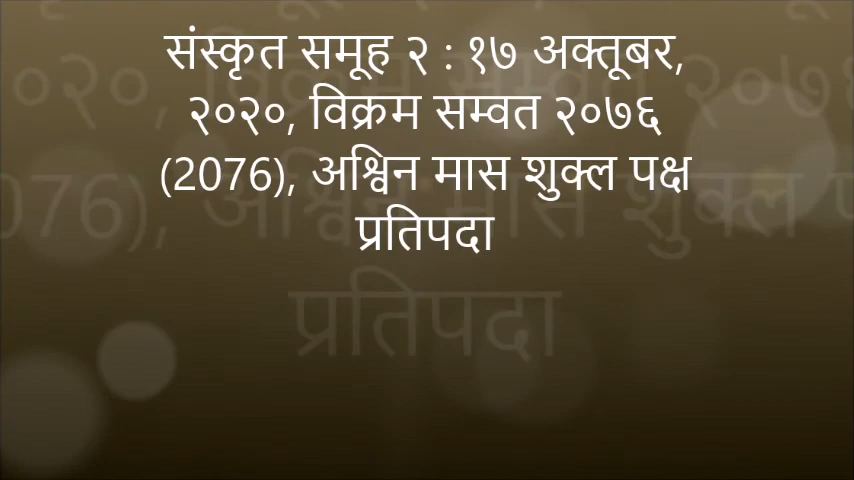 संस्कृत समूह २ : १७ अक्तूबर,
२०२०, विक्रम सम्वत २०७६
(2076), अश्विन मास शुक्ल पक्ष
प्रतिपदा